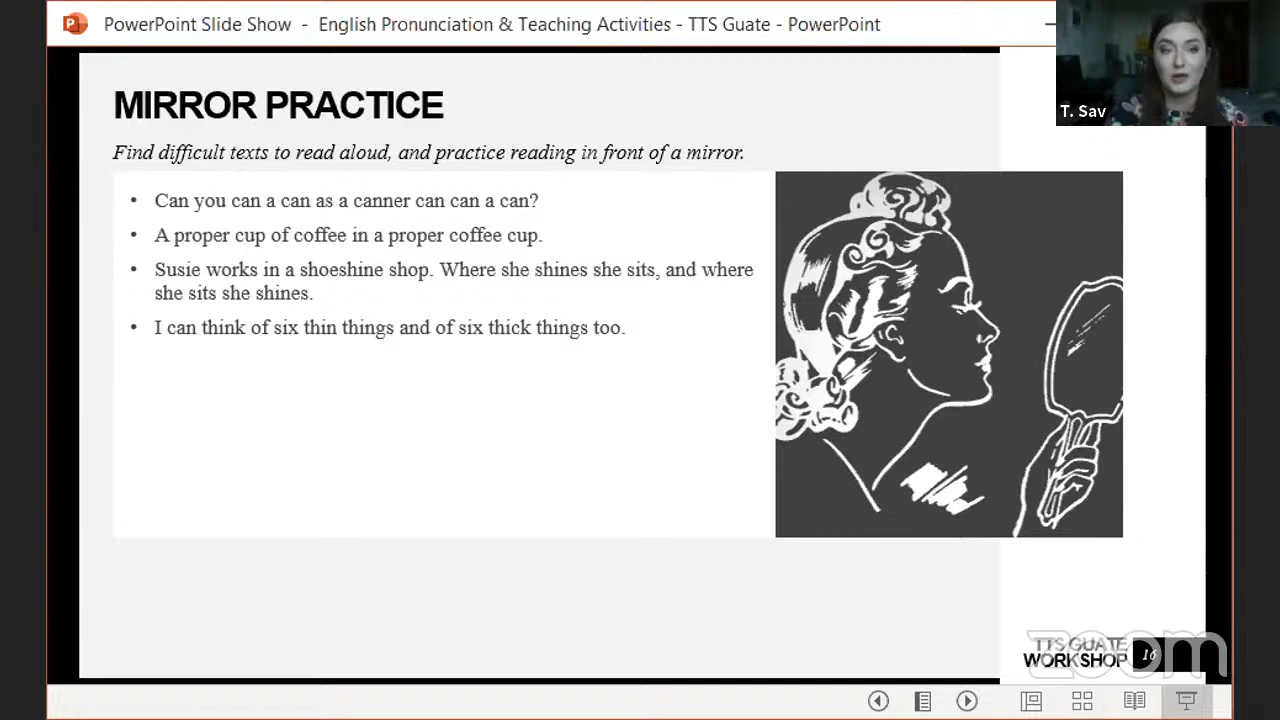 PowerPoint Slide Show - English Pronunciation & Teaching Activities - TTS Guate - PowerPoint
T. Sav
MIRROR PRACTICE
Find difficult texts to read aloud, and practice reading in front of a mirror.
• Can you can a can as a canner can can a can?
• A proper cup of coffee in a proper coffee cup.
• Susie works in a shoeshine shop. Where she shines she sits, and where
she sits she shines.
• I can think of six thin things and of six thick things too.
TTS GUATE
WORKSHOP
16
zoom